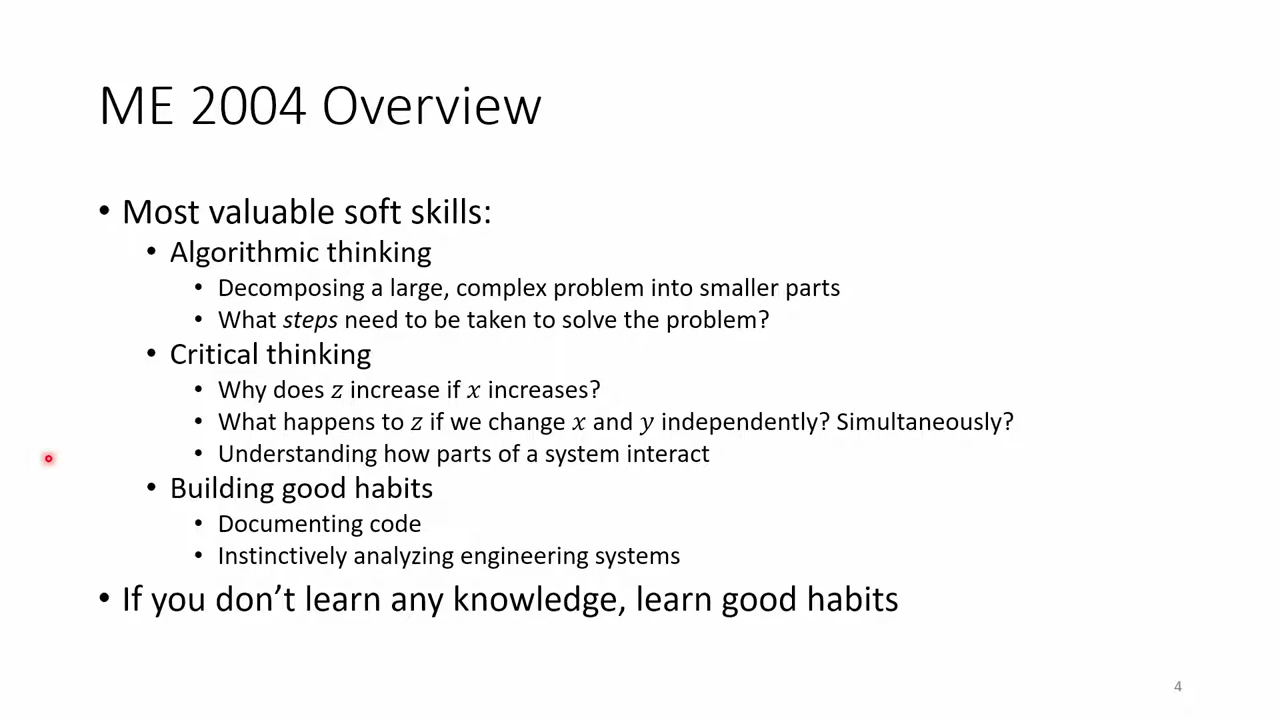 ME 2004 Overview
• Most valuable soft skills:
• Algorithmic thinking
• Decomposing a large, complex problem into smaller parts
• What steps need to be taken to solve the problem?
• Critical thinking
• Why does 𝑧 increase if 𝑥 increases?
• What happens to 𝑧 if we change 𝑥 and 𝑦 independently? Simultaneously?
• Understanding how parts of a system interact
• Building good habits
• Documenting code
• Instinctively analyzing engineering systems
• If you don’t learn any knowledge, learn good habits
4